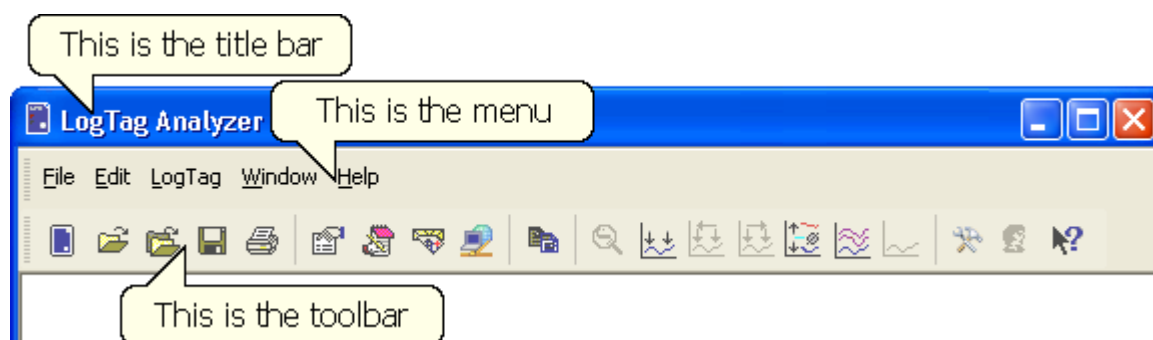 This is the title bar
This is the menu
LogTag Analyzer
File Edit LogTag Window Help
This is the toolbar